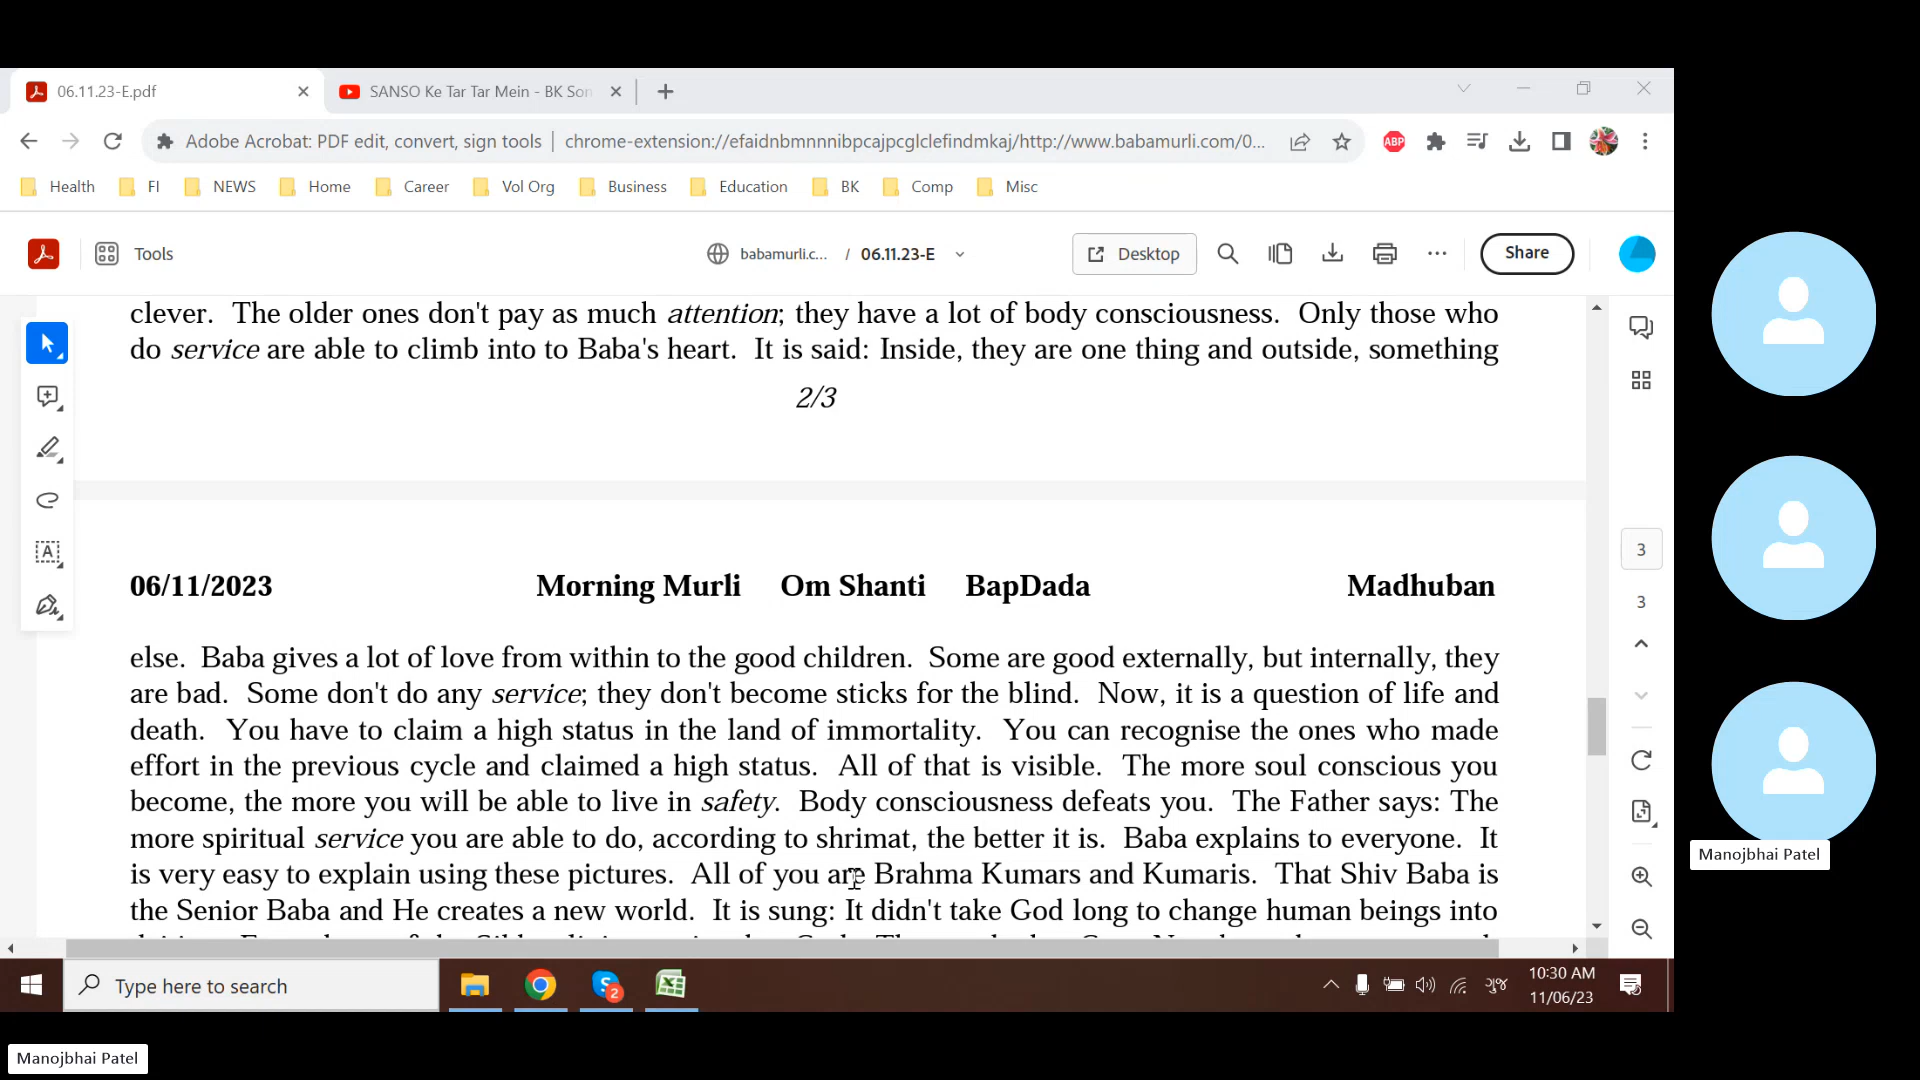 06.11.23-E.pdf
SANSO Ke Tar Tar Mein - BK Son
Adobe Acrobat: PDF edit, convert, sign tools | chrome-extension://efaidnbmnnnibpcajpcglclefindmkaj/http://www.babamurli.com/0...
ABP
Health FI NEWS Home Career Vol Org Business Education BK Comp Misc
Tools
babamurli.c... / 06.11.23-E
Desktop
Share
clever. The older ones don't pay as much attention; they have a lot of body consciousness. Only those who
do service are able to climb into to Baba's heart. It is said: Inside, they are one thing and outside, something
2/3
06/11/2023 Morning Murli Om Shanti BapDada Madhuban
else. Baba gives a lot of love from within to the good children. Some are good externally, but internally, they
are bad. Some don't do any service; they don't become sticks for the blind. Now, it is a question of life and
death. You have to claim a high status in the land of immortality. You can recognise the ones who made
effort in the previous cycle and claimed a high status. All of that is visible. The more soul conscious you
become, the more you will be able to live in safety. Body consciousness defeats you. The Father says: The
more spiritual service you are able to do, according to shrimat, the better it is. Baba explains to everyone. It
is very easy to explain using these pictures. All of you are Brahma Kumars and Kumaris. That Shiv Baba is
the Senior Baba and He creates a new world. It is sung: It didn't take God long to change human beings into
3
3
Type here to search
2
ગુજ
10:30 AM
11/06/23
Manojbhai Patel
Manojbhai Patel